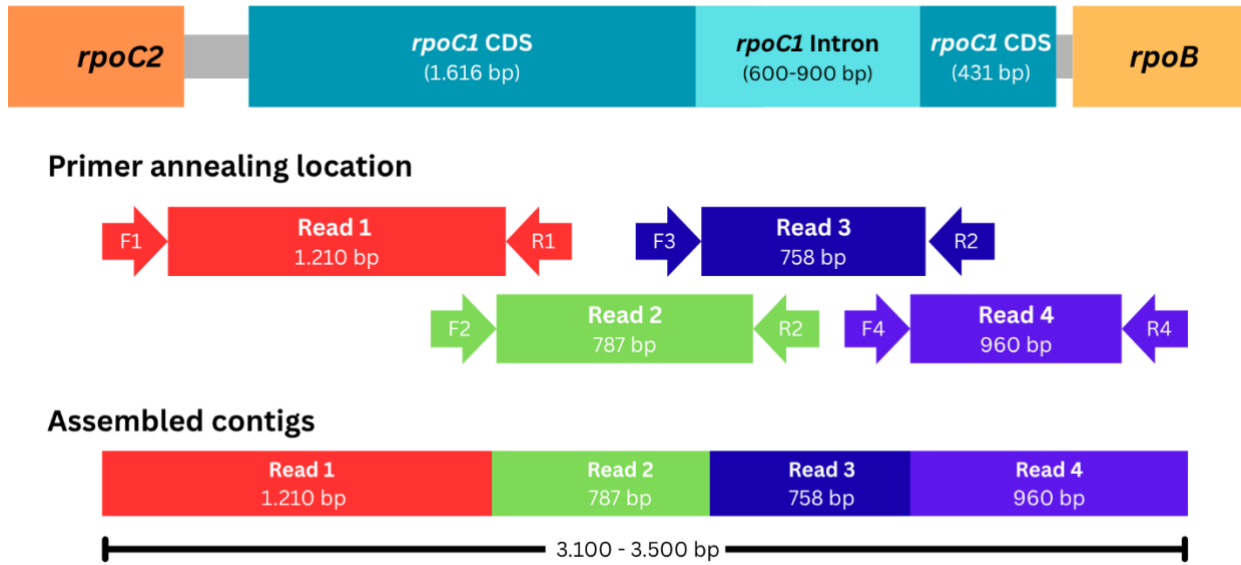 rpoC2
rpoC1 CDS
(1.616 bp)
rpoC1 Intron
(600-900 bp)
rpoC1 CDS
(431 bp)
rpoB
Primer annealing location
F1
Read 1
1.210 bp
R1
F3
Read 3
758 bp
R2
F2
Read 2
787 bp
R2
F4
Read 4
960 bp
R4
Assembled contigs
Read 1
1.210 bp
Read 2
787 bp
Read 3
758 bp
Read 4
960 bp
3.100 - 3.500 bp